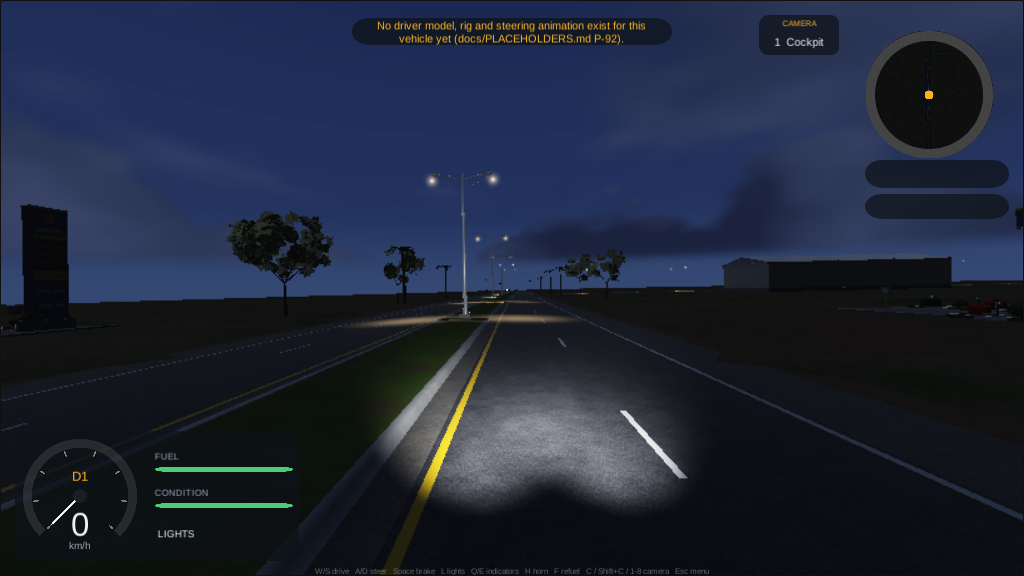 No driver model, rig and steering animation exist for this
vehicle yet (docs/PLACEHOLDERS.md P-92).
CAMERA
1 Cockpit
D1
0
km/h
FUEL
CONDITION
LIGHTS
W/S drive A/D steer Space brake L lights Q/E indicators H horn F refuel C / Shift+C / 1-8 camera Esc menu